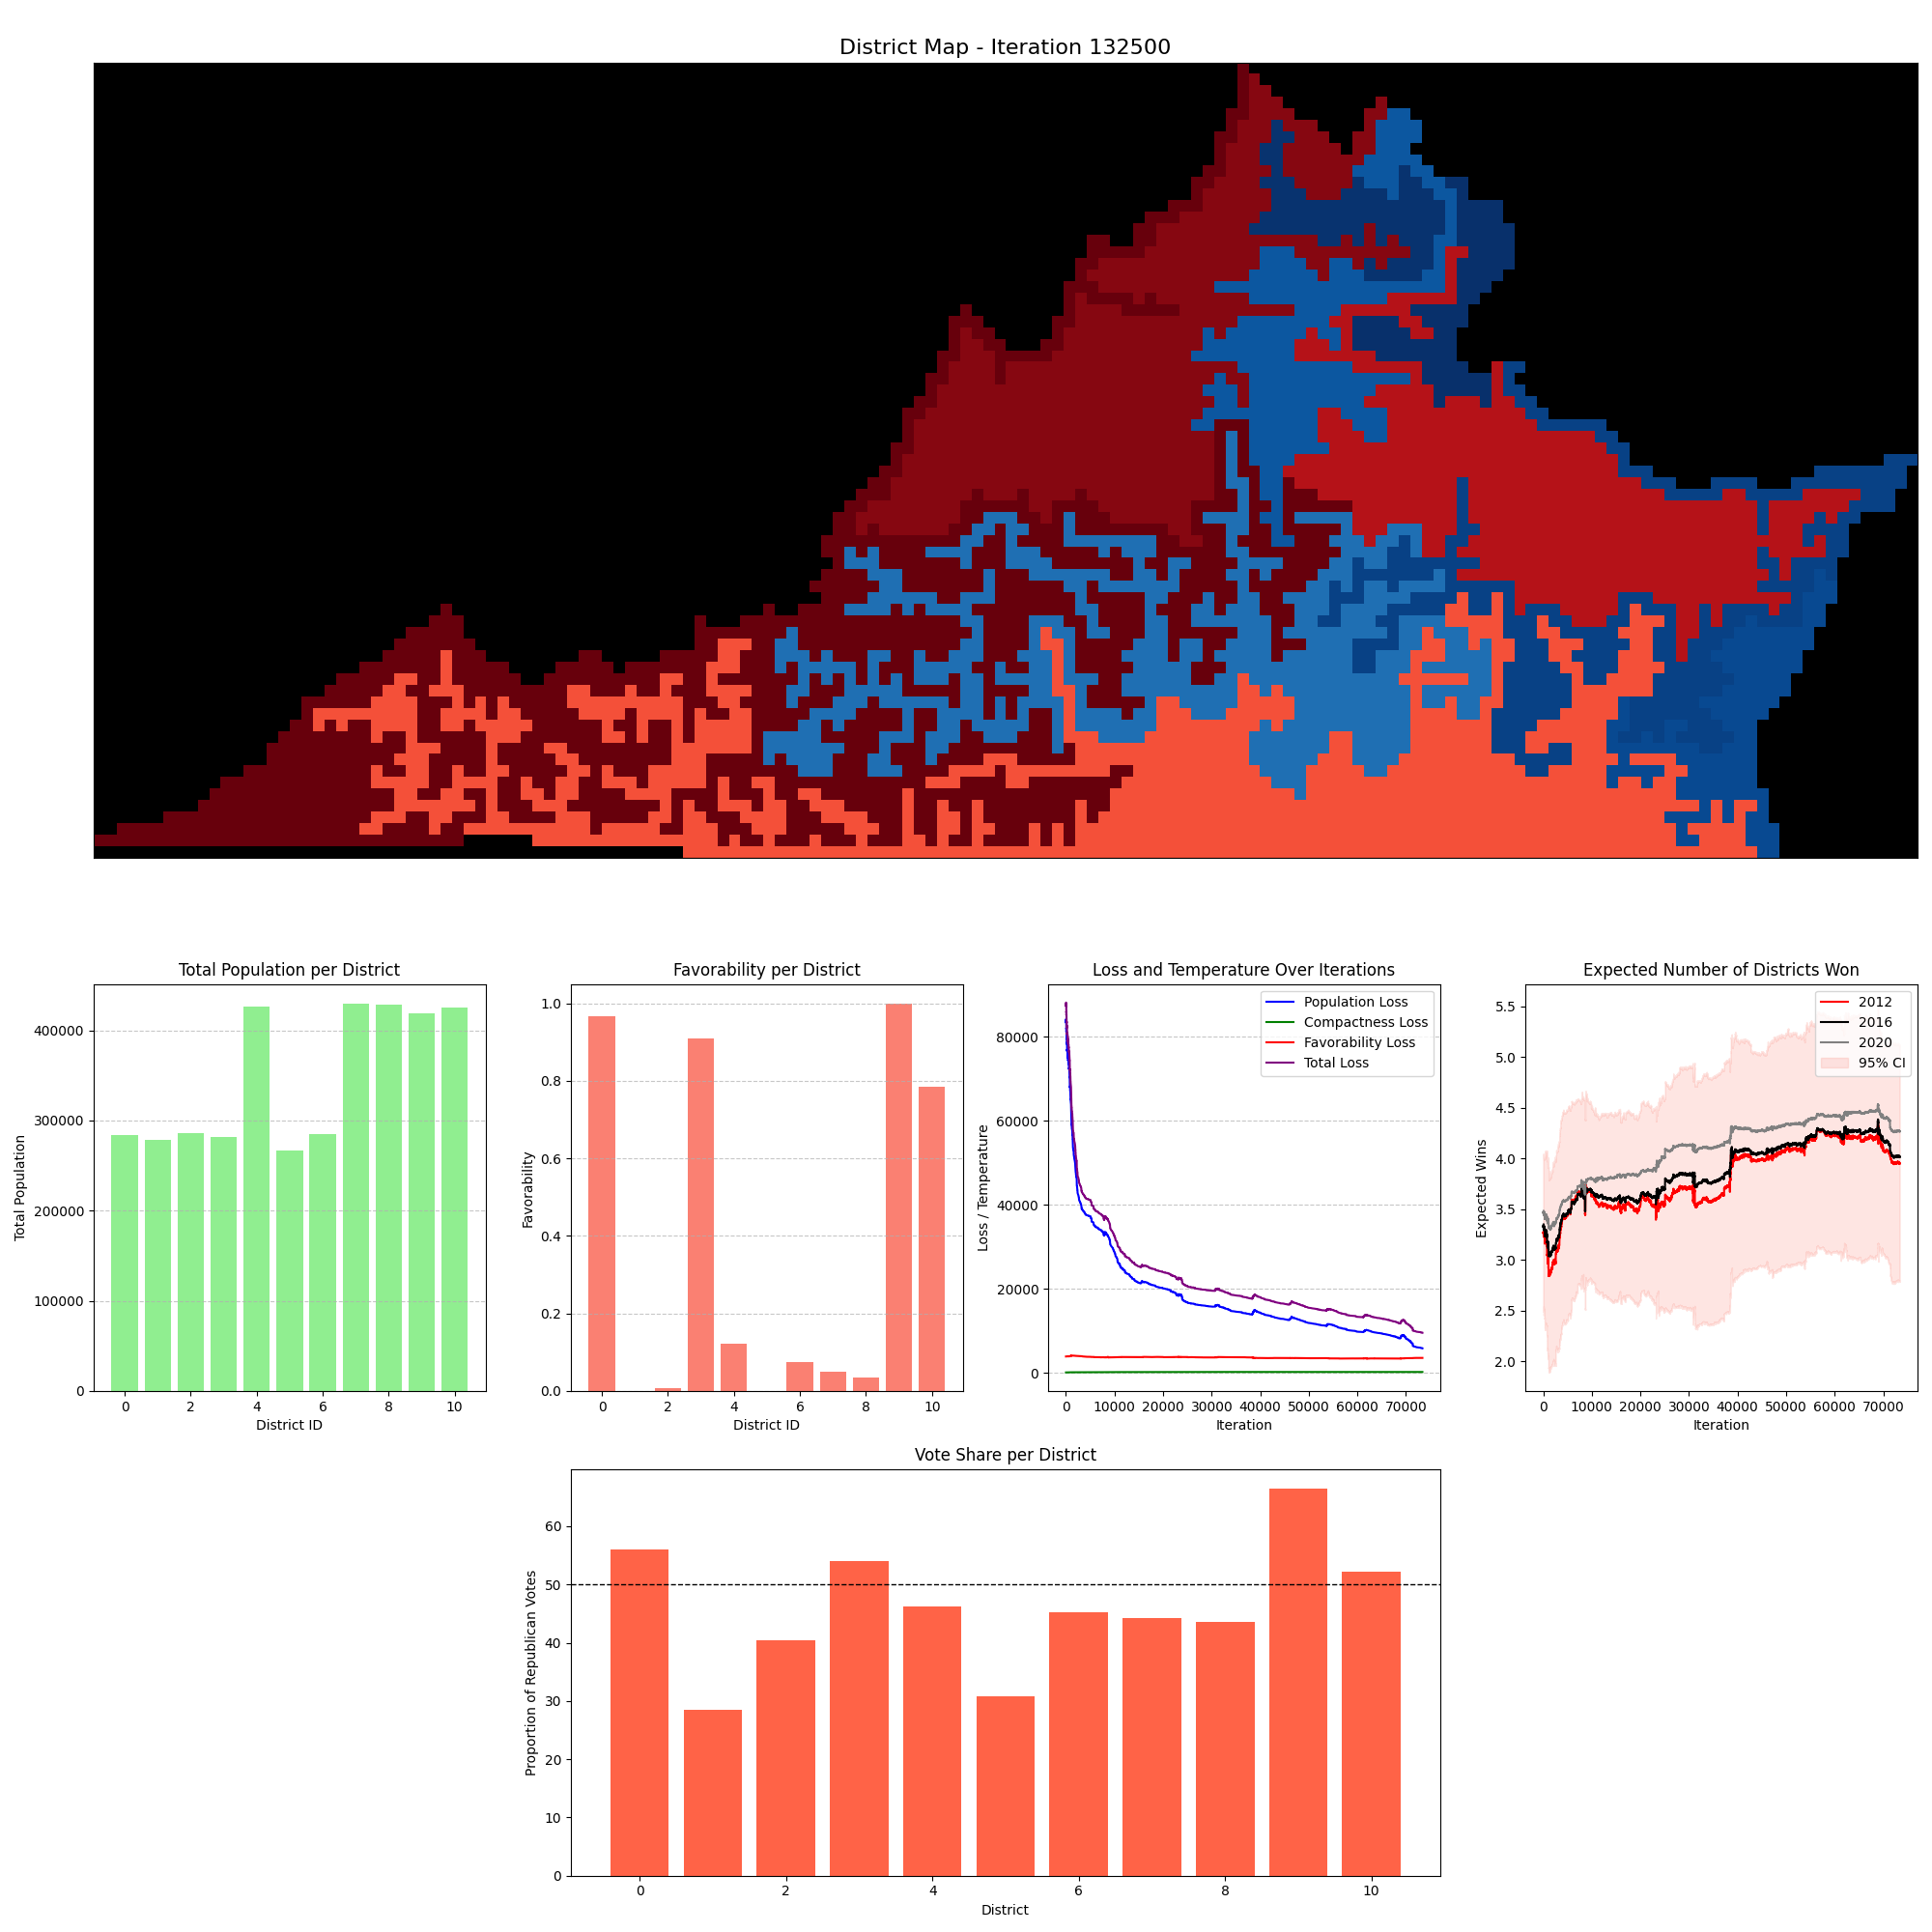 District Map - Iteration 132500
Total Population per District
Total Population
400000
300000
200000
100000
0
0 2 4 6 8 10
District ID
Favorability per District
Favorability
1.0
0.8
0.6
0.4
0.2
0.0
0 2 4 6 8 10
District ID
Loss and Temperature Over Iterations
Loss / Temperature
80000
60000
40000
20000
0
Population Loss
Compactness Loss
Favorability Loss
Total Loss
0 10000 20000 30000 40000 50000 60000 70000
Iteration
Expected Number of Districts Won
Expected Wins
5.5
5.0
4.5
4.0
3.5
3.0
2.5
2.0
2012
2016
2020
95% CI
0 10000 20000 30000 40000 50000 60000 70000
Iteration
Vote Share per District
Proportion of Republican Votes
60
50
40
30
20
10
0
0 2 4 6 8 10
District